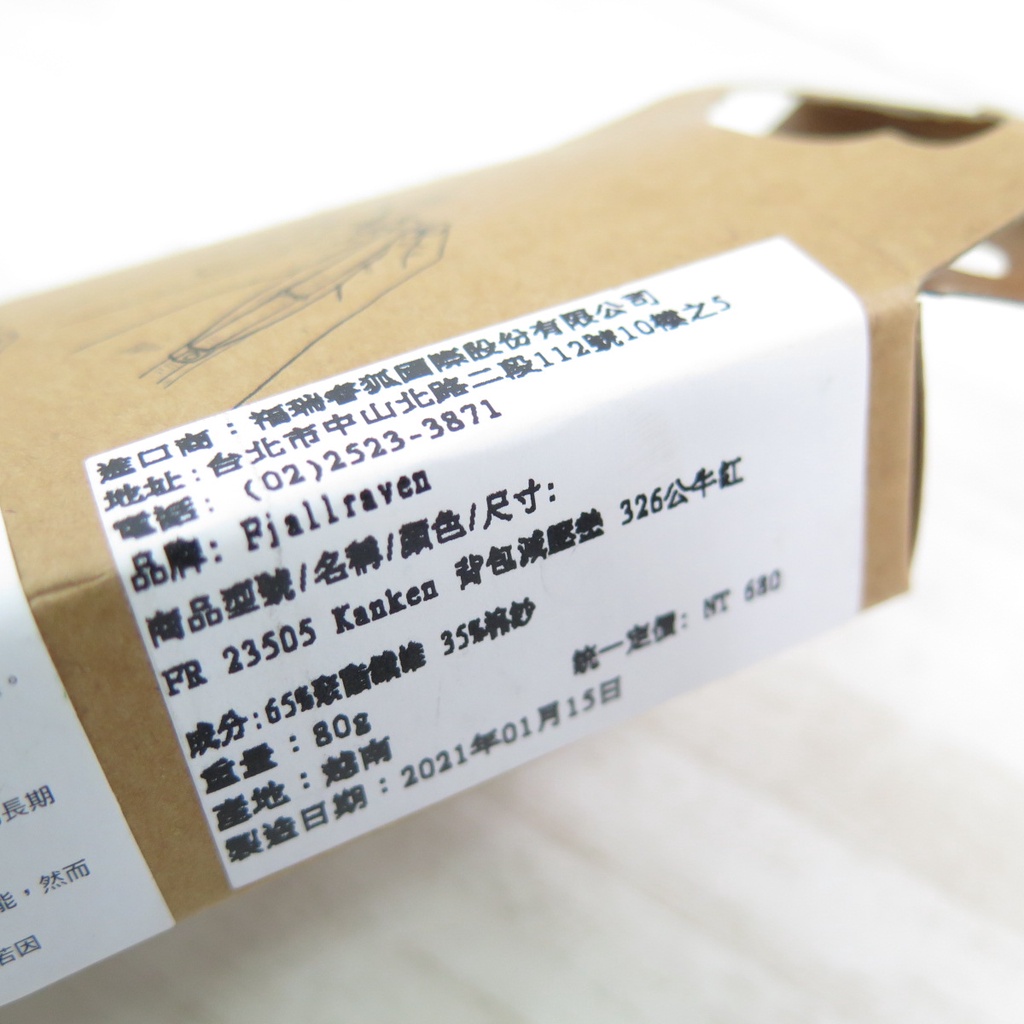 進口商：福瑞睿狐國際股份有限公司
地址：台北市中山北路二段112號10樓之5
電話：(02)2523-3871
品牌：Fjallraven
商品型號/名稱/顏色/尺寸：
FR 23505 Kanken 背包減壓墊 326公牛紅
成分：65%聚酯纖維 35%棉紗
統一定價：NT 680
重量：80g
產地：越南
製造日期：2021年01月15日
。
長期
能，然而
若因